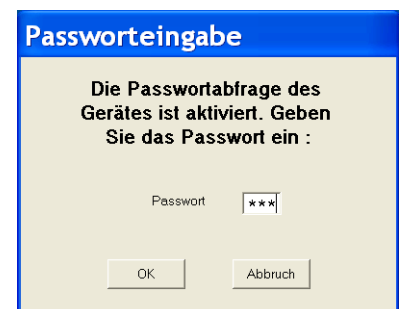 Passworteingabe
Die Passwortabfrage des
Gerätes ist aktiviert. Geben
Sie das Passwort ein :
Passwort ***
OK Abbruch